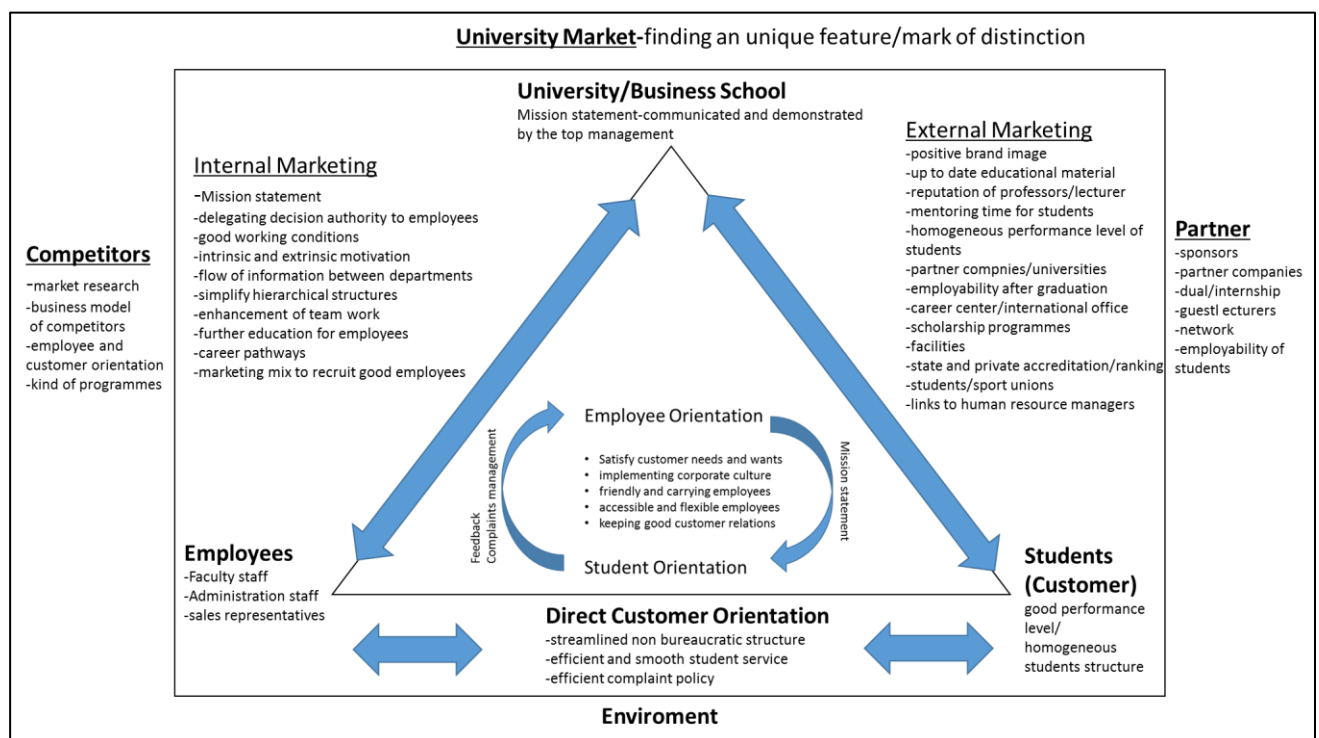 University Market-finding an unique feature/mark of distinction
University/Business School
Mission statement-communicated and demonstrated
by the top management
Internal Marketing
-Mission statement
-delegating decision authority to employees
-good working conditions
-intrinsic and extrinsic motivation
-flow of information between departments
-simplify hierarchical structures
-enhancement of team work
-further education for employees
-career pathways
-marketing mix to recruit good employees
External Marketing
-positive brand image
-up to date educational material
-reputation of professors/lecturer
-mentoring time for students
-homogeneous performance level of
students
-partner compnies/universities
-employability after graduation
-career center/international office
-scholarship programmes
-facilities
-state and private accreditation/ranking
-students/sport unions
-links to human resource managers
Competitors
-market research
-business model
of competitors
-employee and
customer orientation
-kind of programmes
Partner
-sponsors
-partner companies
-dual/internship
-guestl ecturers
-network
-employability of
students
Employee Orientation
• Satisfy customer needs and wants
• implementing corporate culture
• friendly and carrying employees
• accessible and flexible employees
• keeping good customer relations
Student Orientation
Feedback
Complaints management
Mission statement
Employees
-Faculty staff
-Administration staff
-sales representatives
Direct Customer Orientation
-streamlined non bureaucratic structure
-efficient and smooth student service
-efficient complaint policy
Students
(Customer)
good performance
level/
homogeneous
students structure
Enviroment